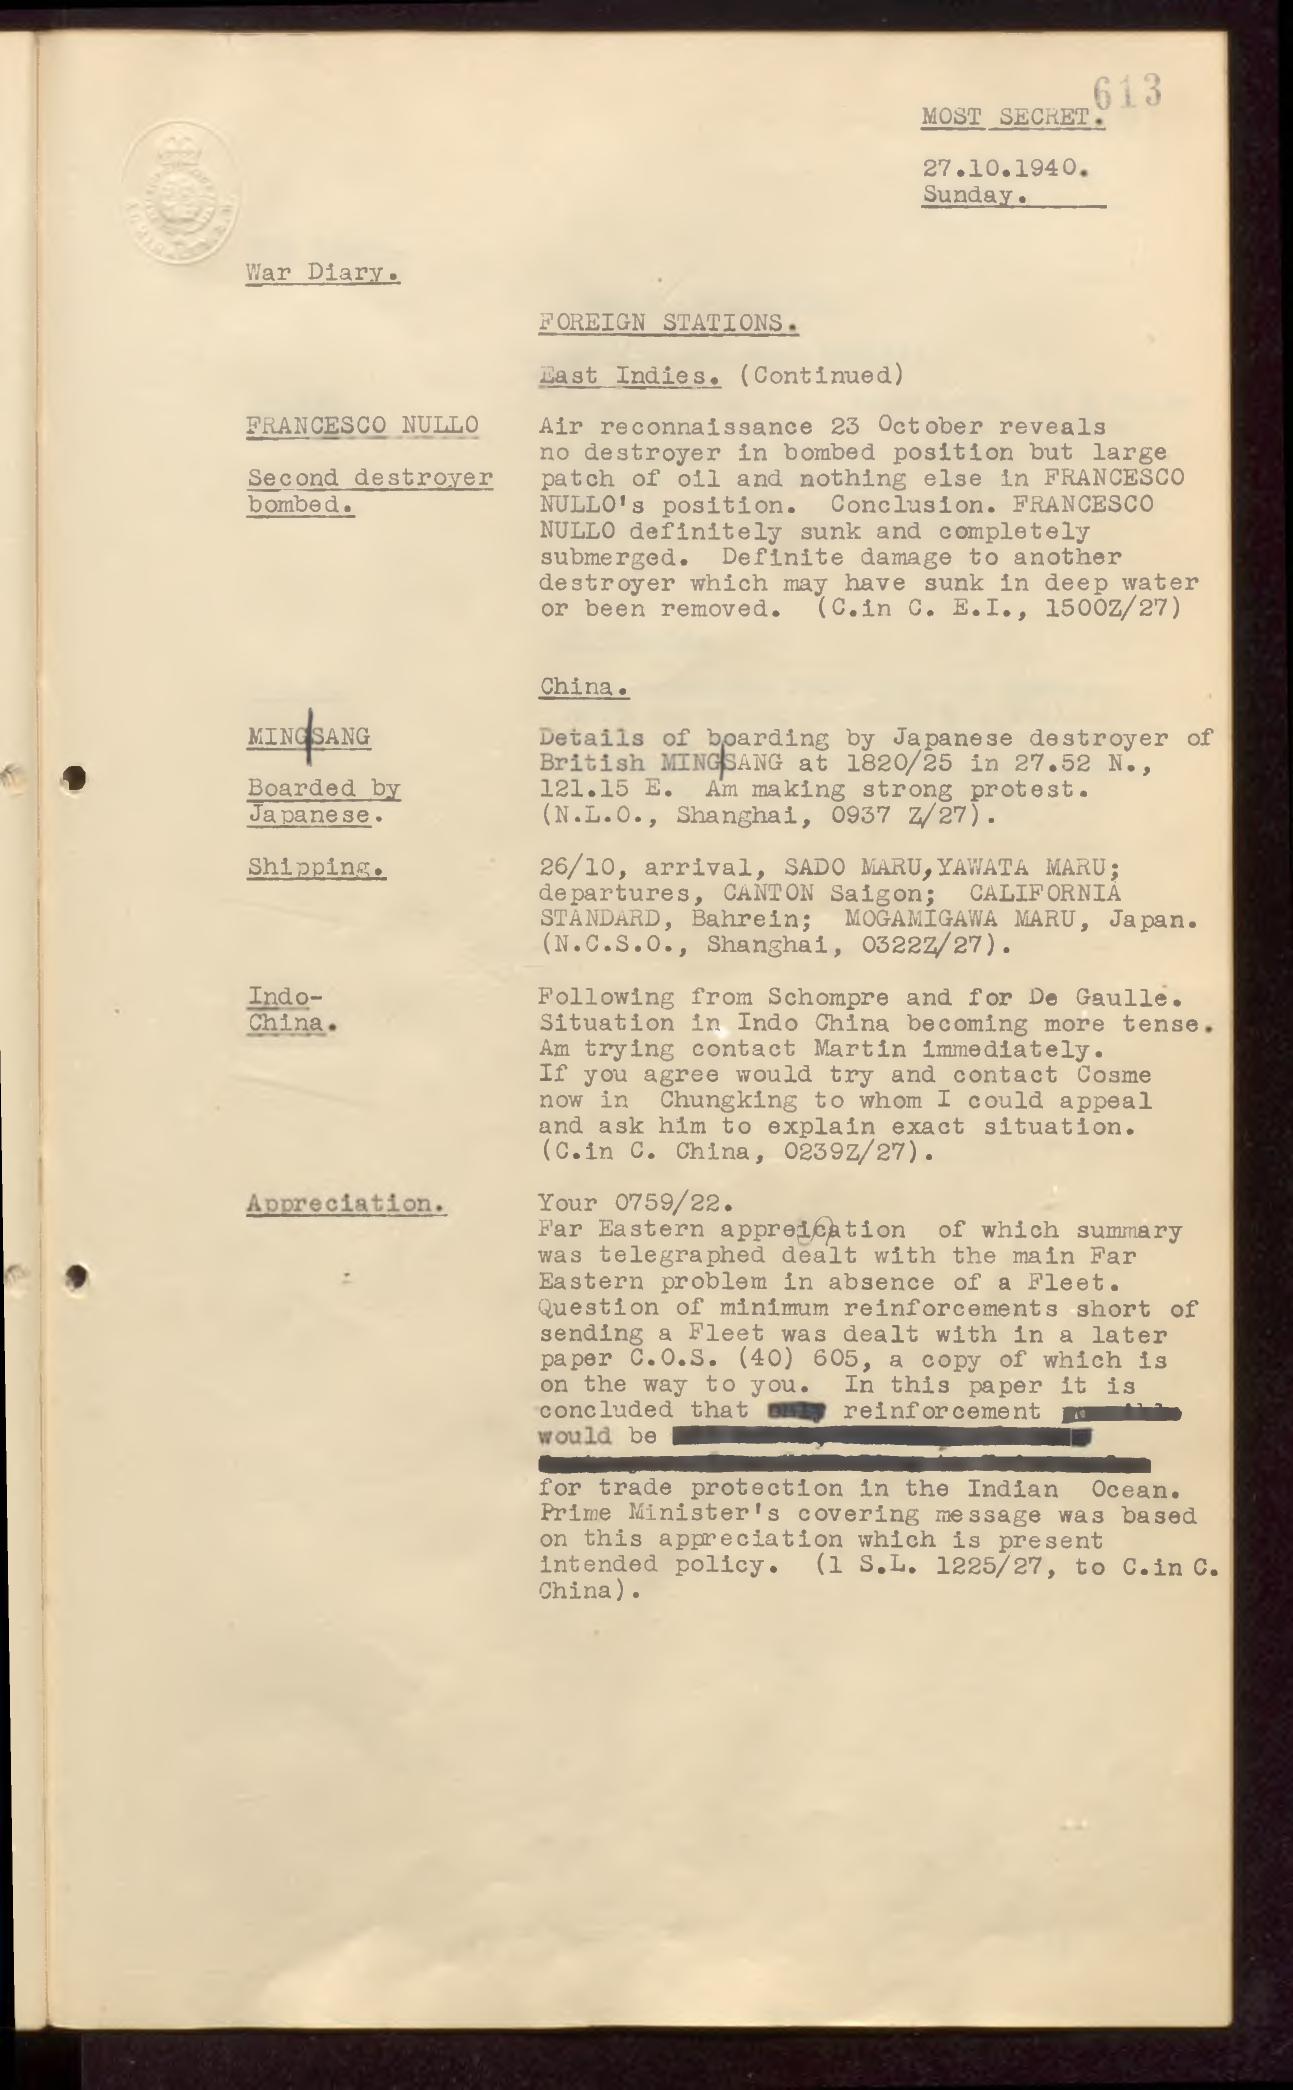 613
MOST SECRET.
27.10.1940.
Sunday.
War Diary.
FOREIGN STATIONS.
East Indies. (Continued)
FRANCESCO NULLO
Second destroyer
bombed.
Air reconnaissance 23 October reveals
no destroyer in bombed position but large
patch of oil and nothing else in FRANCESCO
NULLO's position. Conclusion. FRANCESCO
NULLO definitely sunk and completely
submerged. Definite damage to another
destroyer which may have sunk in deep water
or been removed. (C.in C. E.I., 1500Z/27)
China.
MING SANG
Boarded by
Japanese.
Details of boarding by Japanese destroyer of
British MING SANG at 1820/25 in 27.52 N.,
121.15 E. Am making strong protest.
(N.L.O., Shanghai, 0937 Z/27).
Shipping.
26/10, arrival, SADO MARU,YAWATA MARU;
departures, CANTON Saigon; CALIFORNIA
STANDARD, Bahrein; MOGAMIGAWA MARU, Japan.
(N.C.S.O., Shanghai, 0322Z/27).
Indo-
China.
Following from Schompre and for De Gaulle.
Situation in Indo China becoming more tense.
Am trying contact Martin immediately.
If you agree would try and contact Cosme
now in Chungking to whom I could appeal
and ask him to explain exact situation.
(C.in C. China, 0239Z/27).
Appreciation.
Your 0759/22.
Far Eastern appreication of which summary
was telegraphed dealt with the main Far
Eastern problem in absence of a Fleet.
Question of minimum reinforcements short of
sending a Fleet was dealt with in a later
paper C.O.S. (40) 605, a copy of which is
on the way to you. In this paper it is
concluded that reinforcement
would be
for trade protection in the Indian Ocean.
Prime Minister's covering message was based
on this appreciation which is present
intended policy. (1 S.L. 1225/27, to C.in C.
China).